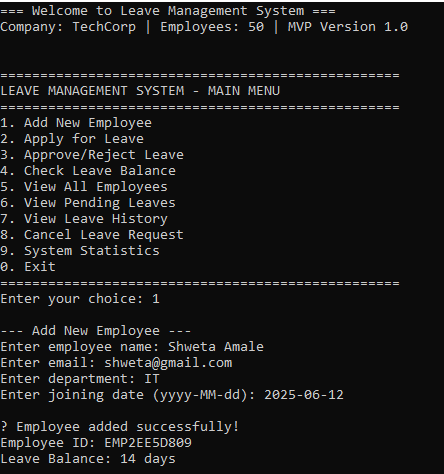 === Welcome to Leave Management System ===
Company: TechCorp | Employees: 50 | MVP Version 1.0
==================================================
LEAVE MANAGEMENT SYSTEM - MAIN MENU
==================================================
1. Add New Employee
2. Apply for Leave
3. Approve/Reject Leave
4. Check Leave Balance
5. View All Employees
6. View Pending Leaves
7. View Leave History
8. Cancel Leave Request
9. System Statistics
0. Exit
==================================================
Enter your choice: 1
--- Add New Employee ---
Enter employee name: Shweta Amale
Enter email: shweta@gmail.com
Enter department: IT
Enter joining date (yyyy-MM-dd): 2025-06-12
? Employee added successfully!
Employee ID: EMP2EE5D809
Leave Balance: 14 days